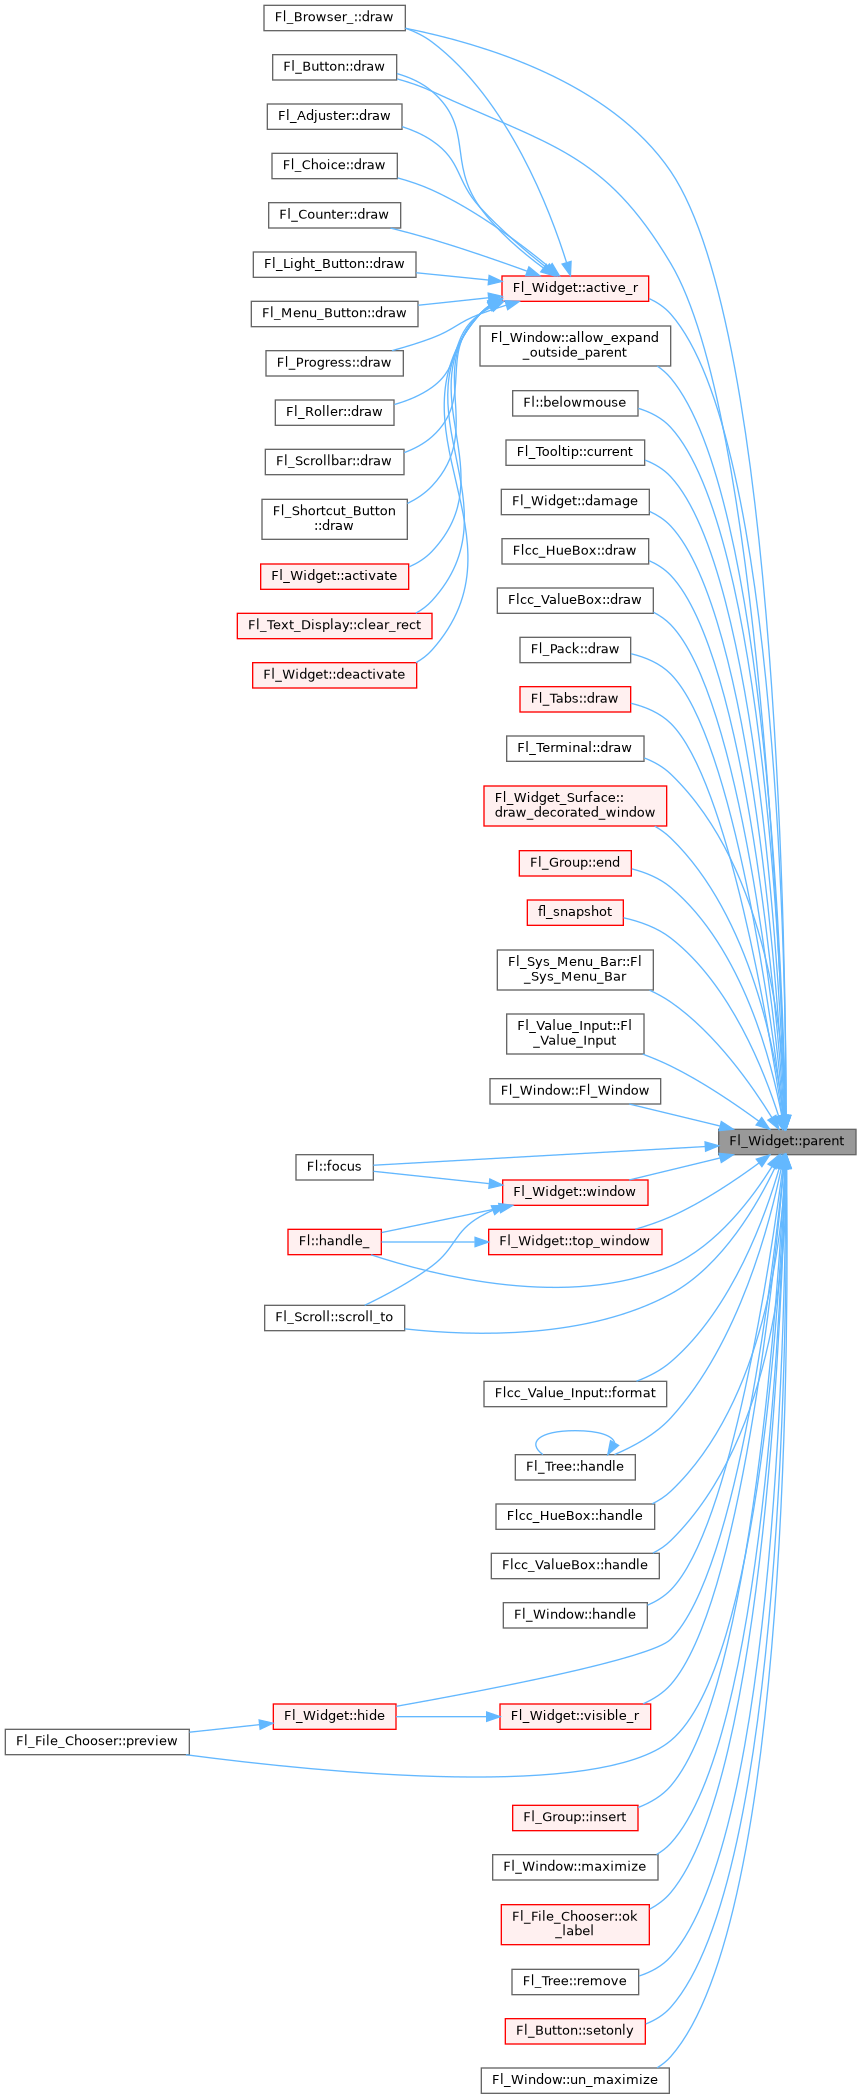 Fl_Browser_::draw
Fl_Button::draw
Fl_Adjuster::draw
Fl_Choice::draw
Fl_Counter::draw
Fl_Light_Button::draw
Fl_Widget::active_r
Fl_Menu_Button::draw
Fl_Window::allow_expand
_outside_parent
Fl_Progress::draw
Fl::belowmouse
Fl_Roller::draw
Fl_Tooltip::current
Fl_Scrollbar::draw
Fl_Widget::damage
Fl_Shortcut_Button
::draw
Flcc_HueBox::draw
Fl_Widget::activate
Flcc_ValueBox::draw
Fl_Text_Display::clear_rect
Fl_Pack::draw
Fl_Widget::deactivate
Fl_Tabs::draw
Fl_Terminal::draw
Fl_Widget_Surface::
draw_decorated_window
Fl_Group::end
fl_snapshot
Fl_Sys_Menu_Bar::Fl
_Sys_Menu_Bar
Fl_Value_Input::Fl
_Value_Input
Fl_Window::Fl_Window
Fl_Widget::parent
Fl::focus
Fl_Widget::window
Fl::handle_
Fl_Widget::top_window
Fl_Scroll::scroll_to
Flcc_Value_Input::format
Fl_Tree::handle
Flcc_HueBox::handle
Flcc_ValueBox::handle
Fl_Window::handle
Fl_Widget::hide
Fl_Widget::visible_r
Fl_File_Chooser::preview
Fl_Group::insert
Fl_Window::maximize
Fl_File_Chooser::ok
_label
Fl_Tree::remove
Fl_Button::setonly
Fl_Window::un_maximize